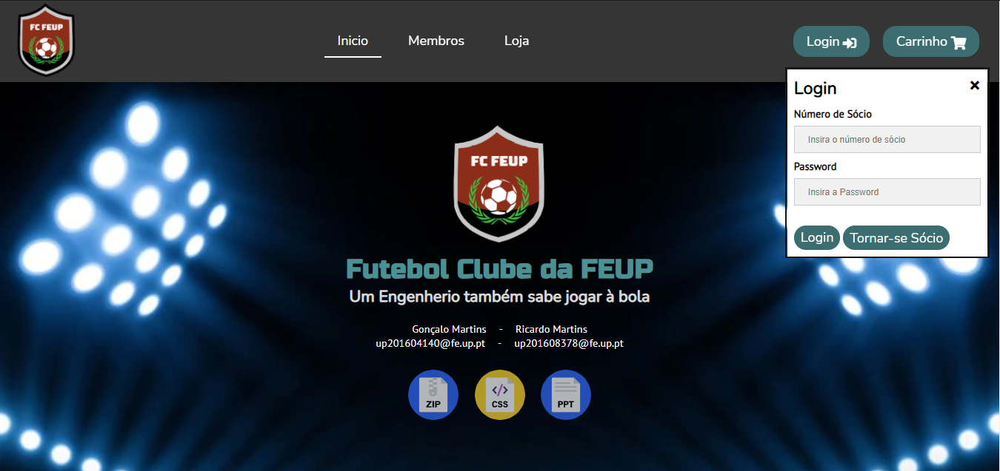 FC FEUP
Inicio Membros Loja
Login Carrinho
Login
Número de Sócio
Insira o número de sócio
Password
Insira a Password
Login Tornar-se Sócio
FC FEUP
Futebol Clube da FEUP
Um Engenherio também sabe jogar à bola
Gonçalo Martins - Ricardo Martins
up201604140@fe.up.pt - up201608378@fe.up.pt
ZIP </> CSS PPT